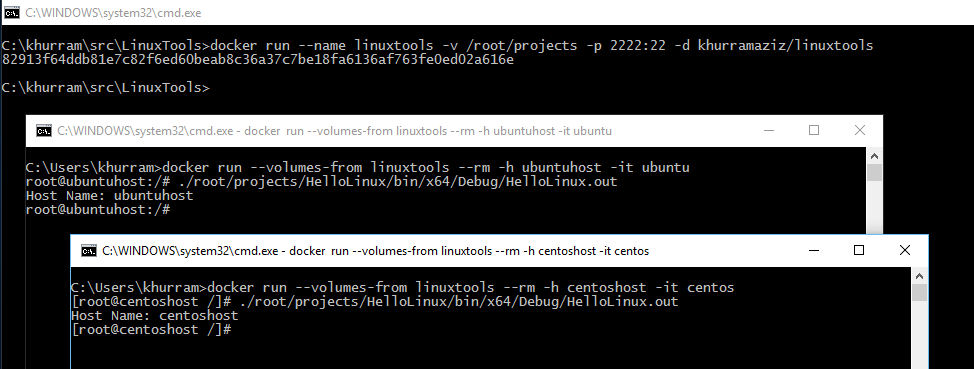 C:\WINDOWS\system32\cmd.exe
C:\khurram\src\LinuxTools>docker run --name linuxtools -v /root/projects -p 2222:22 -d khurramaziz/linuxtools
82913f64ddb81e7c82f6ed60beab8c36a37c7be18fa6136af763fe0ed02a616e
C:\khurram\src\LinuxTools>
C:\WINDOWS\system32\cmd.exe - docker run --volumes-from linuxtools --rm -h ubuntuhost -it ubuntu
C:\Users\khurram>docker run --volumes-from linuxtools --rm -h ubuntuhost -it ubuntu
root@ubuntuhost:/# ./root/projects/HelloLinux/bin/x64/Debug/HelloLinux.out
Host Name: ubuntuhost
root@ubuntuhost:/#
C:\WINDOWS\system32\cmd.exe - docker run --volumes-from linuxtools --rm -h centoshost -it centos
C:\Users\khurram>docker run --volumes-from linuxtools --rm -h centoshost -it centos
[root@centoshost /]# ./root/projects/HelloLinux/bin/x64/Debug/HelloLinux.out
Host Name: centoshost
[root@centoshost /]#